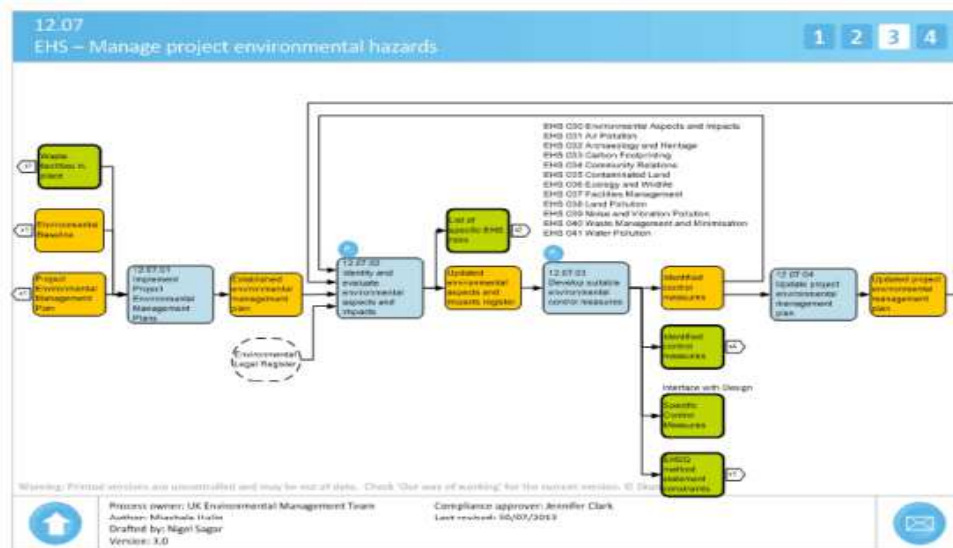 12.07
EHS – Manage project environmental hazards
1 2 3 4
EHS 030 Environmental Aspects and Impacts
EHS 031 Air Pollution
EHS 032 Archaeology and Heritage
EHS 033 Carbon Footprinting
EHS 034 Community Relations
EHS 035 Contaminated Land
EHS 036 Ecology and Wildlife
EHS 037 Facilities Management
EHS 038 Land Pollution
EHS 039 Noise and Vibration Pollution
EHS 040 Waste Management and Minimisation
EHS 041 Water Pollution
Waste
facilities in
plant
Environmental
Baseline
Project
Environmental
Management
Plan
12.07.01
Implement
Project
Environmental
Management
Plans
Established
environmental
management
plan
Environmental
Legal Register
12.07.02
Identify and
evaluate
environmental
aspects and
impacts
List of
specific EHS
risks
Updated
environmental
aspects and
impacts register
12.07.03
Develop suitable
environmental
control measures
Identified
control
measures
Identified
control
measures
Interface with Design
Specific
Control
Measures
EHSQ
method
statement
constraints
12.07.04
Update project
environmental
management
plan
Updated project
environmental
management
plan
Warning: Printed versions are uncontrolled and may be out of date. Check 'Our way of working' for the current version. ©
Process owner: UK Environmental Management Team
Author:
Drafted by: Nigel Sagar
Version: 3.0
Compliance approver: Jennifer Clark
Last revised: